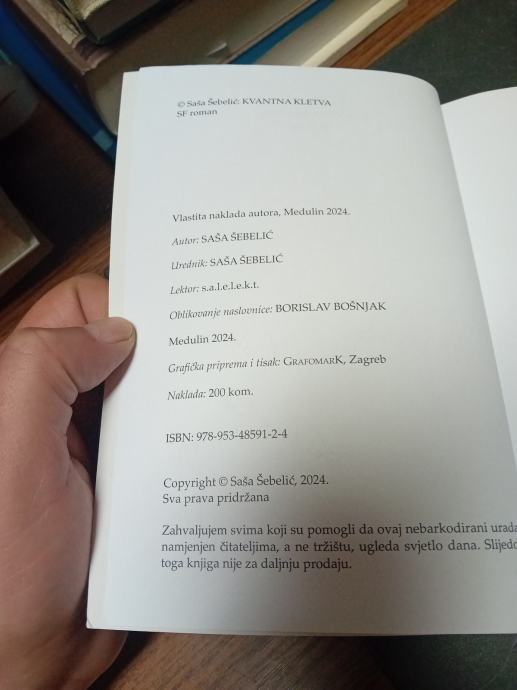 © Saša Šebelić: KVANTNA KLETVA
SF roman
Vlastita naklada autora, Medulin 2024.
Autor: SAŠA ŠEBELIĆ
Urednik: SAŠA ŠEBELIĆ
Lektor: s.a.l.e.l.e.k.t.
Oblikovanje naslovnice: BORISLAV BOŠNJAK
Medulin 2024.
Grafička priprema i tisak: GRAFOMARK, Zagreb
Naklada: 200 kom.
ISBN: 978-953-48591-2-4
Copyright © Saša Šebelić, 2024.
Sva prava pridržana
Zahvaljujem svima koji su pomogli da ovaj nebarkodirani
namjenjen čitateljima, a ne tržištu, ugleda svjetlo dana.
toga knjiga nije za daljnju prodaju.